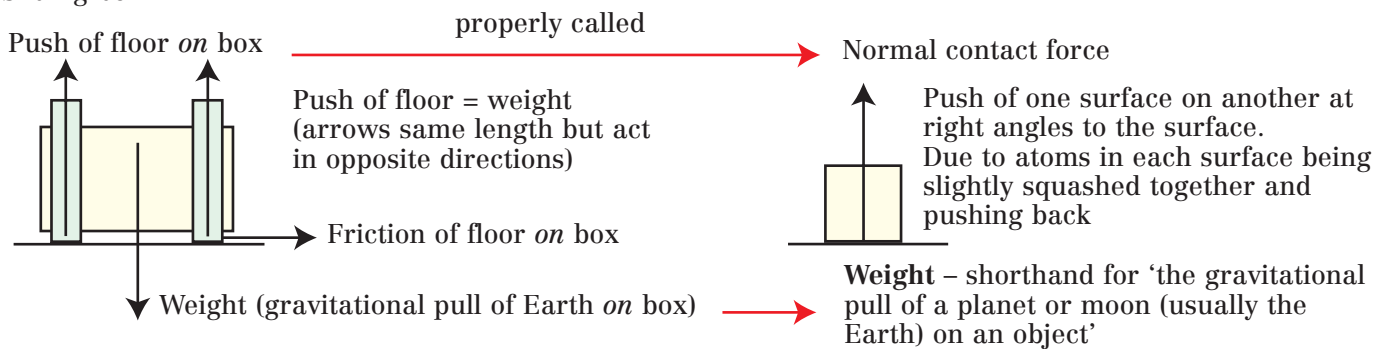 properly called
Push of floor on box
Normal contact force
Push of floor = weight
(arrows same length but act
in opposite directions)
Push of one surface on another at
right angles to the surface.
Due to atoms in each surface being
slightly squashed together and
pushing back
Friction of floor on box
Weight (gravitational pull of Earth on box)
Weight – shorthand for ‘the gravitational
pull of a planet or moon (usually the
Earth) on an object’